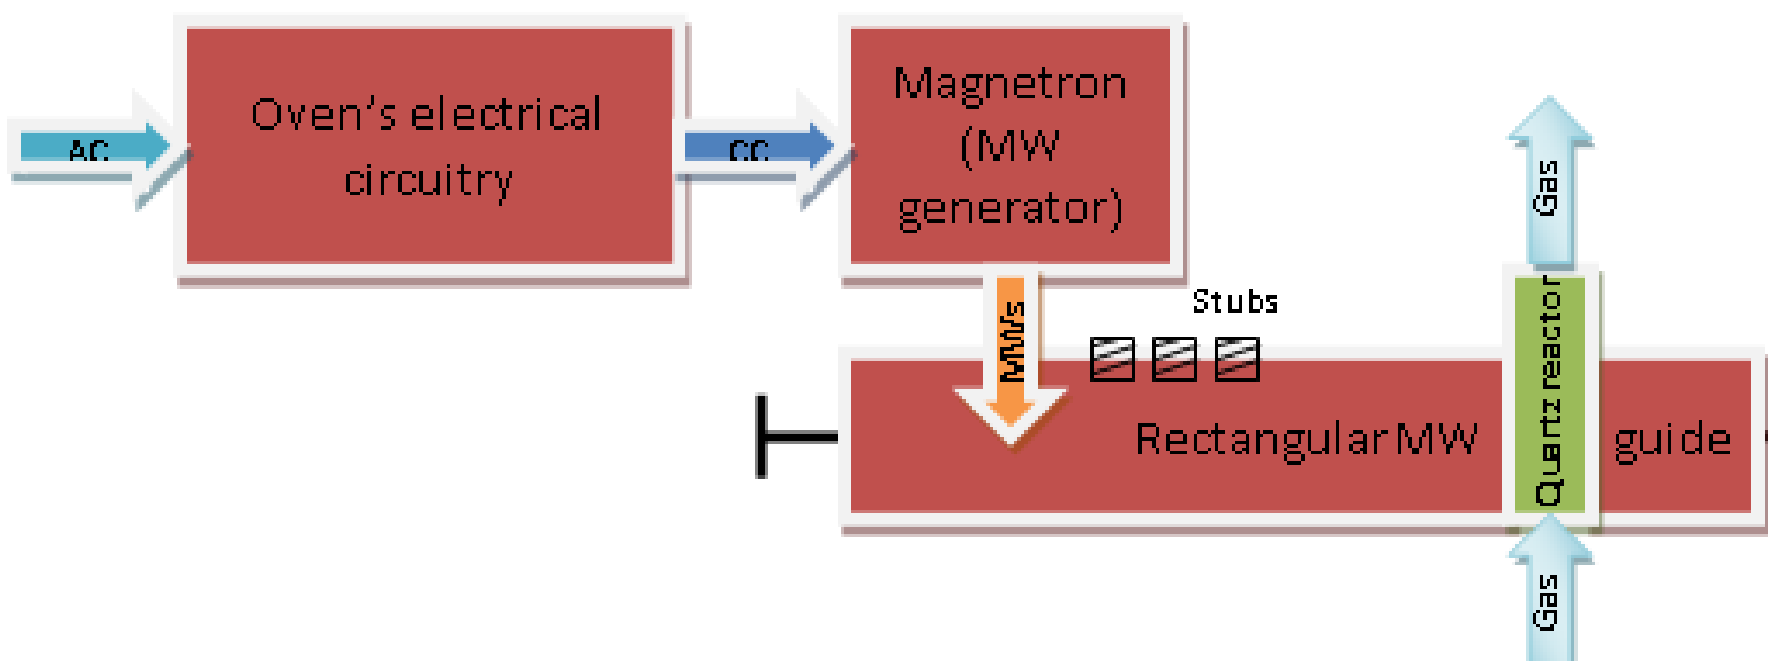 AC
Oven's electrical
circuitry
CC
Magnetron
(MW
generator)
MWs
Stubs
Gas
Quartz reactor
Rectangular MW guide
Gas